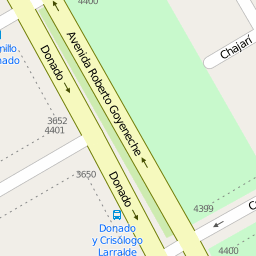 4400
nillo
nado
Donado
Avenida Roberto Goyeneche
Chajarí
3652
4401
3650
Donado
4399
Donado
y Crisólogo
Larralde
C
4400